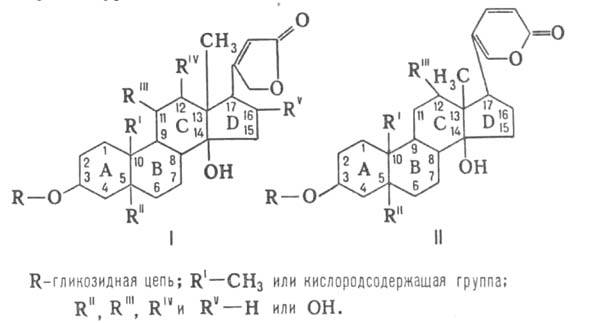 I
R^IV CH₃ O
R^III O
11 12 13 17 16 R^V
R^I C D
1 9 14 15
2 10 8 OH
A B
R—O 3 4 5 6 7
R^II
I
II
O
R^III H₃C O
12 17
R^I 11 C 13 D 16
1 9 14 15
2 10 8 OH
A B
R—O 3 4 5 6 7
R^II
II
R-гликозидная цепь; R^I—CH₃ или кислородсодержащая группа;
R^II, R^III, R^IV и R^V—H или OH.